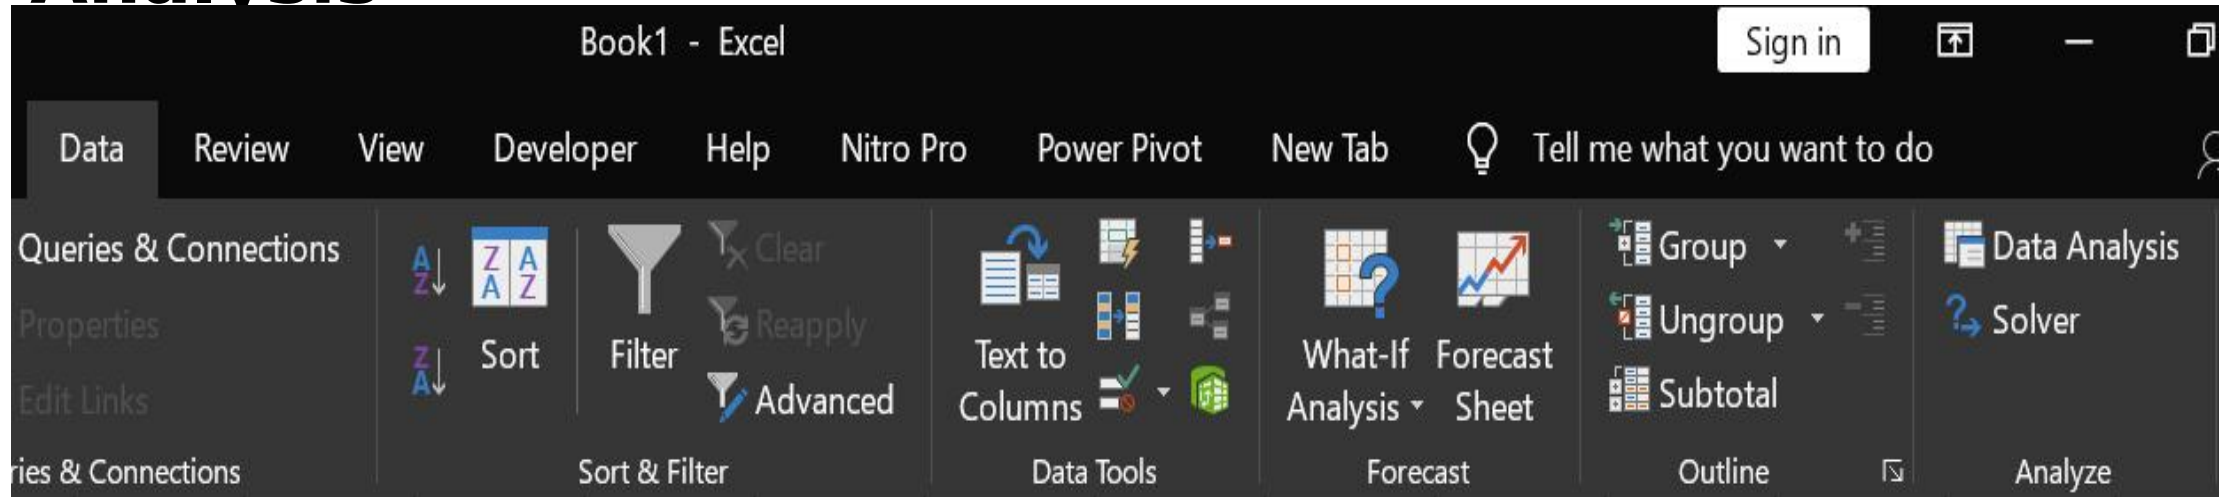 Analysis
Book1 - Excel
Sign in
Data Review View Developer Help Nitro Pro Power Pivot New Tab Tell me what you want to do
Queries & Connections
Properties
Edit Links
ries & Connections
Sort
Filter
Clear
Reapply
Advanced
Sort & Filter
Text to
Columns
Data Tools
What-If
Analysis
Forecast
Sheet
Forecast
Group
Ungroup
Subtotal
Outline
Data Analysis
Solver
Analyze